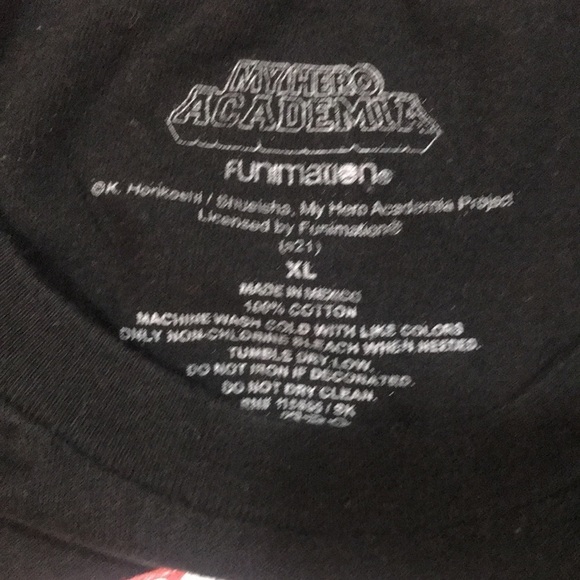 MY HERO
ACADEMIA
FUNIMATION®
©K. Horikoshi / Shueisha, My Hero Academia Project
Licensed by Funimation®
(s21)
XL
MADE IN MEXICO
100% COTTON
MACHINE WASH COLD WITH LIKE COLORS
ONLY NON-CHLORINE BLEACH WHEN NEEDED.
TUMBLE DRY LOW.
DO NOT IRON IF DECORATED.
DO NOT DRY CLEAN.